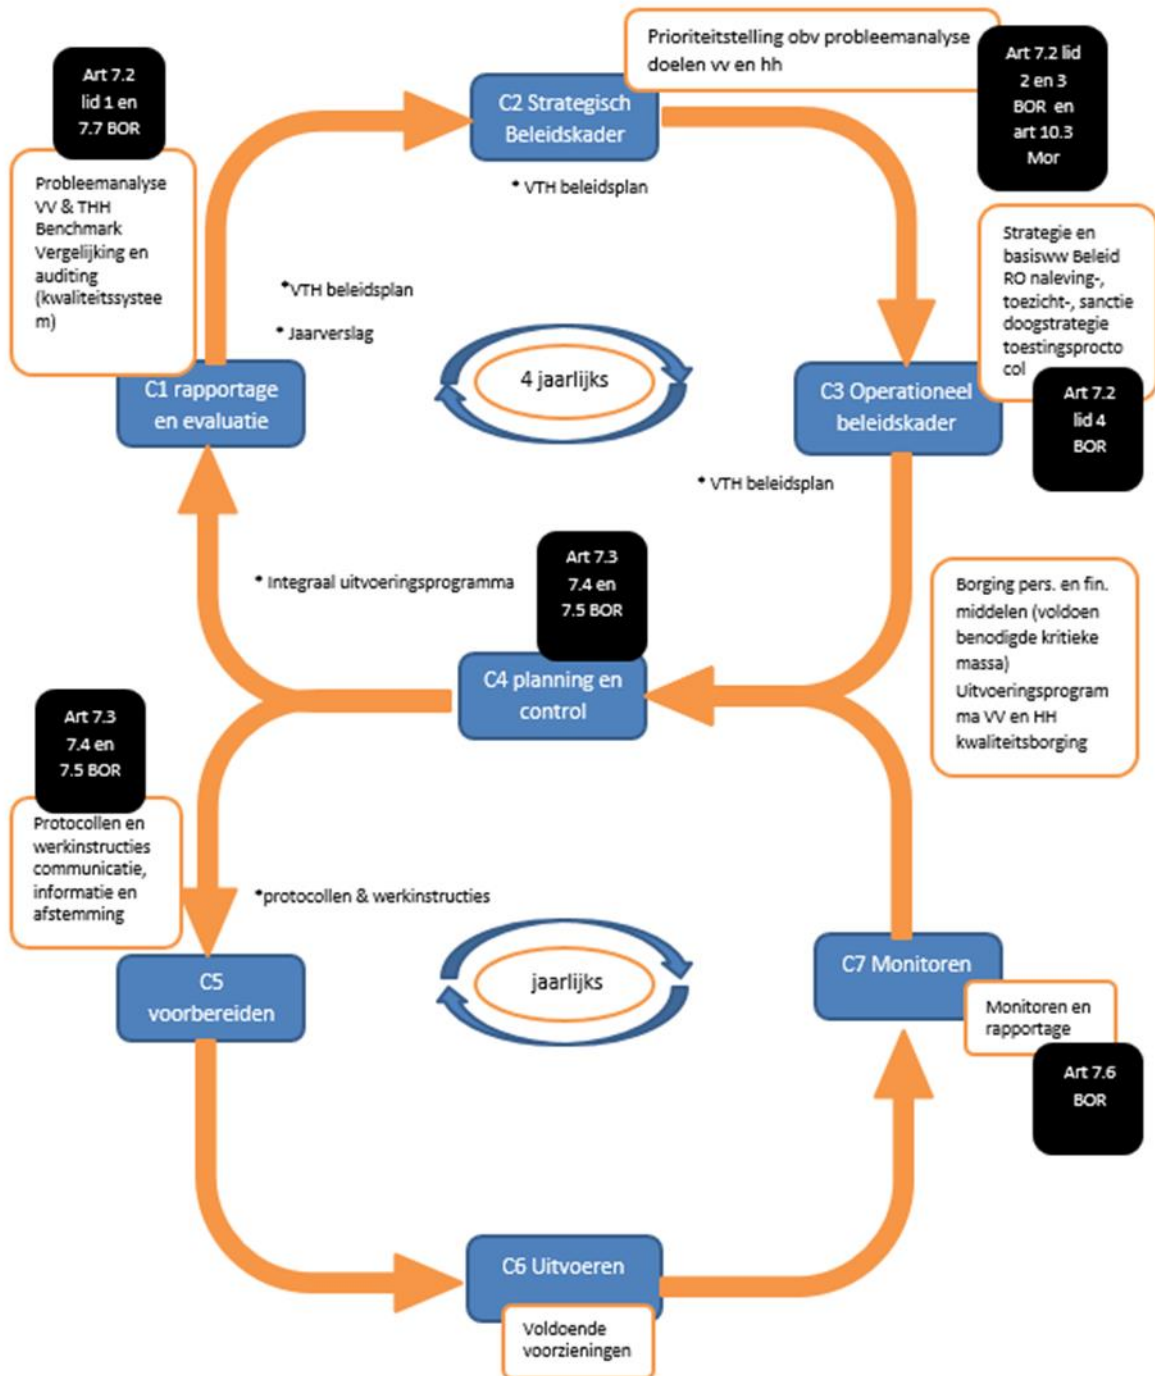 Prioriteitstelling obv probleemanalyse
doelen vv en hh
Art 7.2 lid
2 en 3
BOR en
art 10.3
Mor
Art 7.2
lid 1 en
7.7 BOR
C2 Strategisch
Beleidskader
* VTH beleidsplan
Probleemanalyse
VV & THH
Benchmark
Vergelijking en
auditing
(kwaliteitssystee
m)
Strategie en
basisww Beleid
RO naleving-,
toezicht-, sanctie
doogstrategie
toestingsprocto
col
*VTH beleidsplan
* Jaarverslag
4 jaarlijks
C1 rapportage
en evaluatie
C3 Operationeel
beleidskader
Art 7.2
lid 4
BOR
* VTH beleidsplan
* Integraal uitvoeringsprogramma
Art 7.3
7.4 en
7.5 BOR
Borging pers. en fin.
middelen (voldoen
benodigde kritieke
massa)
Uitvoeringsprogram
ma VV en HH
kwaliteitsborging
C4 planning en
control
Art 7.3
7.4 en
7.5 BOR
Protocollen en
werkinstructies
communicatie,
informatie en
afstemming
*protocollen & werkinstructies
C5
voorbereiden
jaarlijks
C7 Monitoren
Monitoren en
rapportage
Art 7.6
BOR
C6 Uitvoeren
Voldoende
voorzieningen